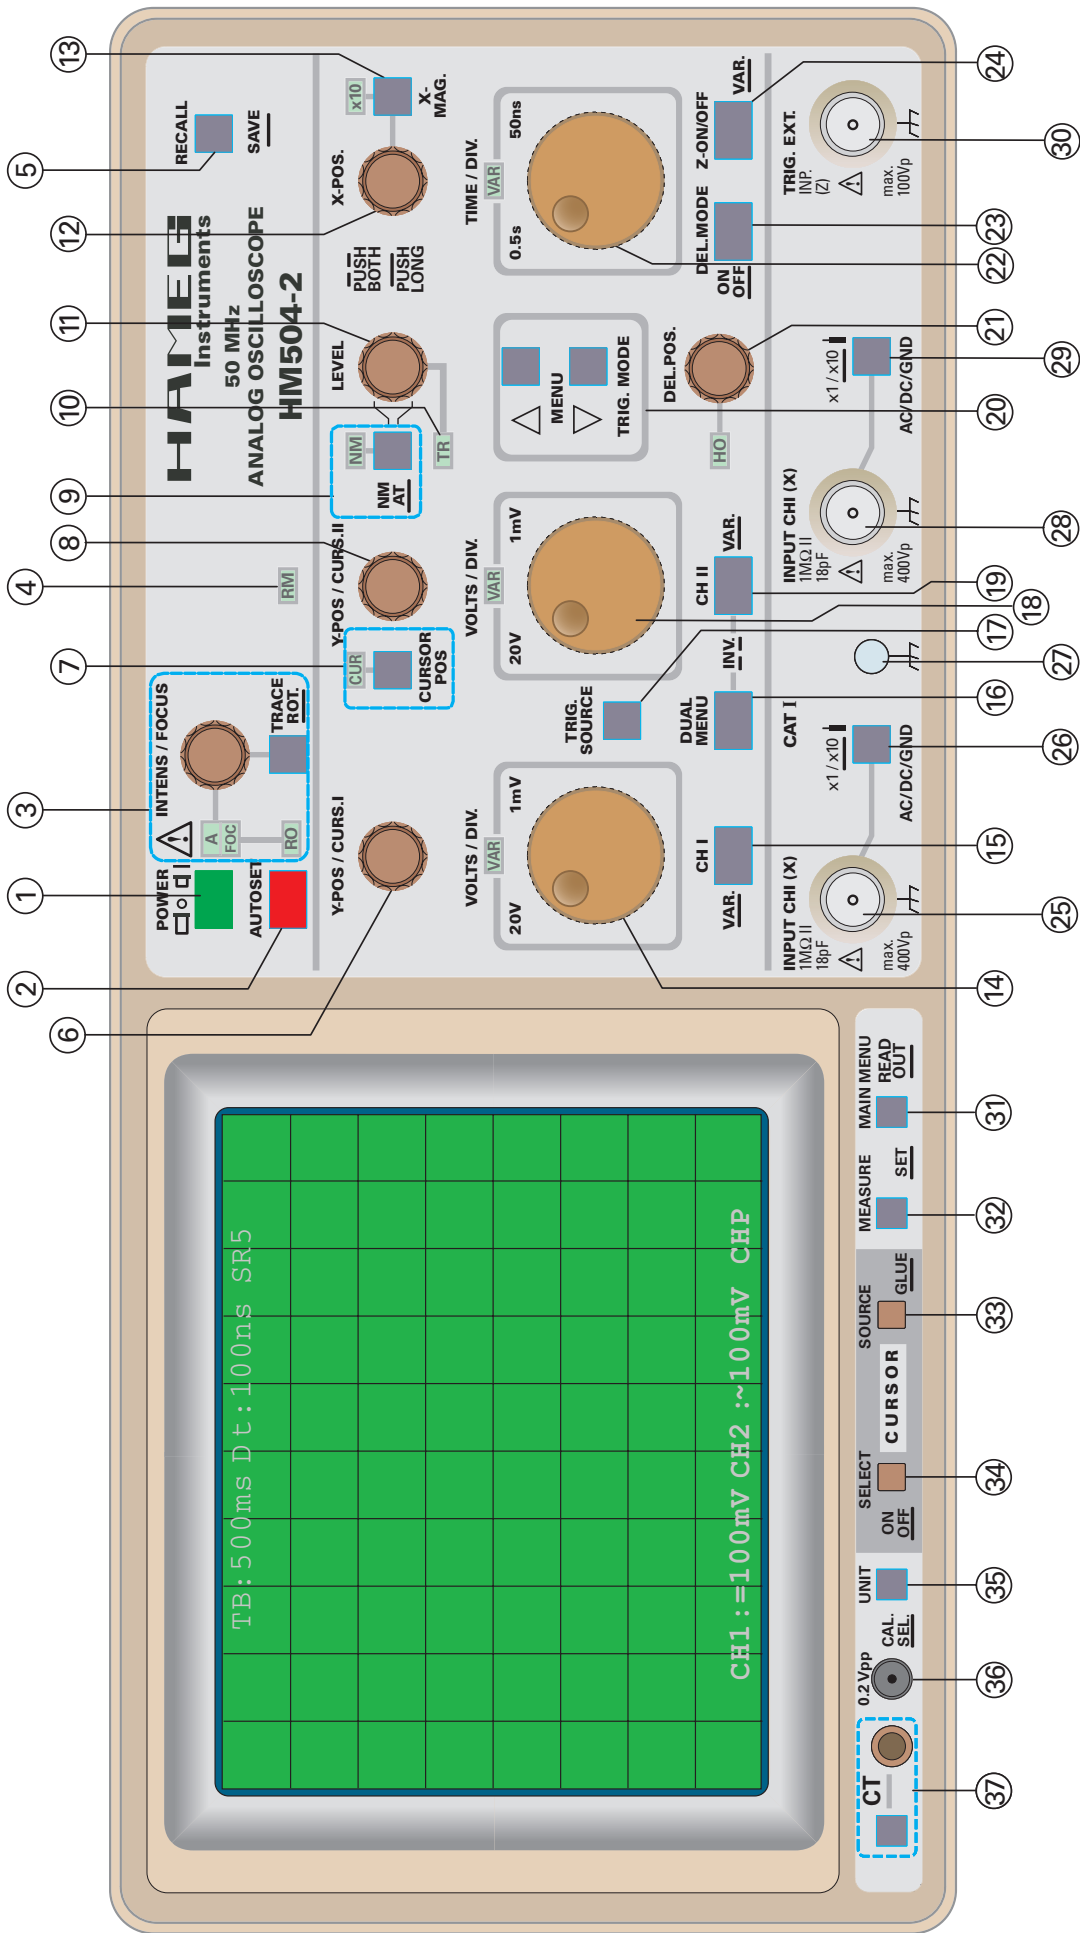 HAMEG
Instruments
50 MHz
ANALOG OSCILLOSCOPE
HM504-2
POWER
AUTOSET
INTENS / FOCUS
A
FOC
RO
TRACE
ROT.
RM
RECALL
SAVE
Y-POS / CURS.I
CUR
CURSOR
POS
Y-POS / CURS.II
NM
NM
AT
TR
LEVEL
PUSH
BOTH
PUSH
LONG
X-POS.
x10
X-
MAG.
VOLTS / DIV.
VAR
20V
1mV
TRIG.
SOURCE
VOLTS / DIV.
VAR
20V
1mV
MENU
TRIG. MODE
TIME / DIV.
VAR
0.5s
50ns
VAR.
CH I
DUAL
MENU
INV.
CH II
VAR.
HO
DEL.POS.
ON
OFF
DEL.MODE
Z-ON/OFF
VAR.
INPUT CHI (X)
1MΩ II
18pF
max.
400Vp
x1 / x10
AC/DC/GND
CAT I
INPUT CHI (X)
1MΩ II
18pF
max.
400Vp
x1 / x10
AC/DC/GND
TRIG. EXT.
INP.
(Z)
max.
100Vp
TB:500ms Dt:100ns SR5
CH1:=100mV CH2 :~100mV CHP
CT
0.2 Vpp
CAL.
SEL.
UNIT
ON
OFF
SELECT
CURSOR
SOURCE
GLUE
MEASURE
SET
MAIN MENU
READ
OUT
1
2
3
4
5
6
7
8
9
10
11
12
13
14
15
16
17
18
19
20
21
22
23
24
25
26
27
28
29
30
31
32
33
34
35
36
37